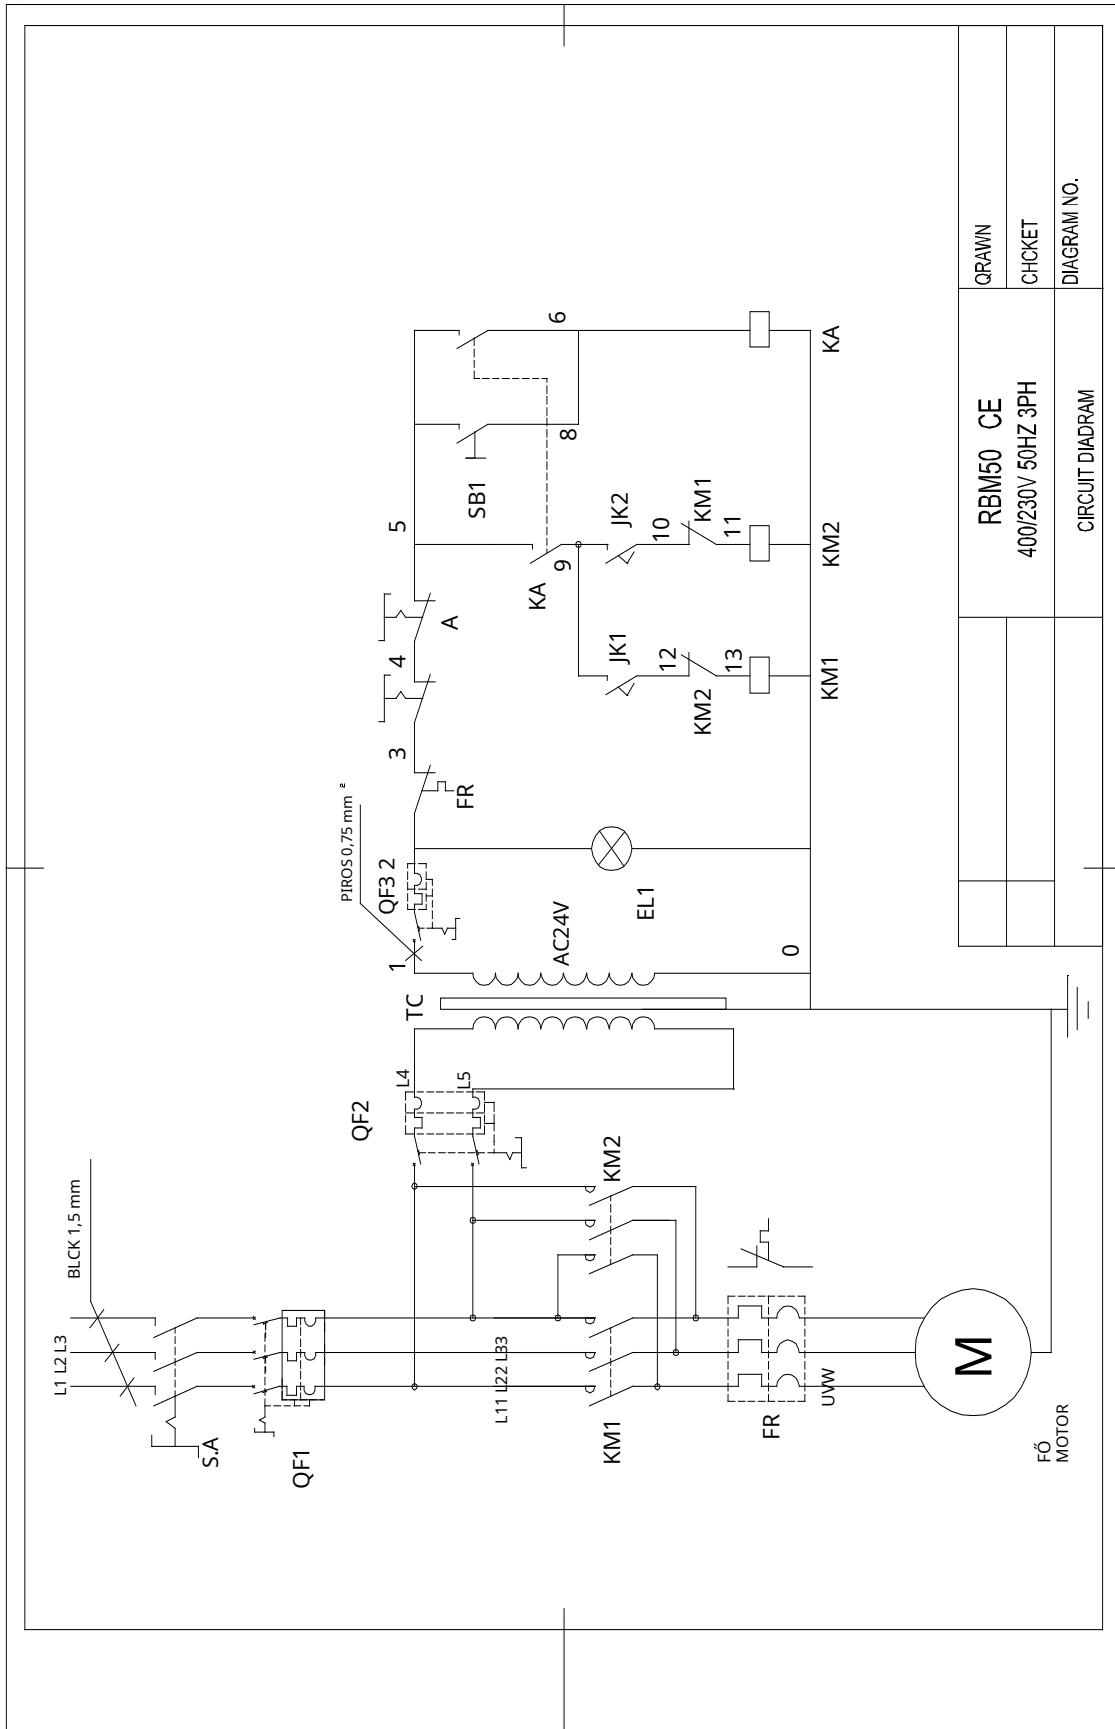 BLCK 1,5 mm
L1 L2 L3
S.A
QF1
QF2
L4
L5
TC
1
PIROS 0,75 mm ²
QF3 2
AC24V
EL1
0
FR
3
4
A
5
SB1
8
6
KA
9
JK1
12
KM2
13
KM1
JK2
10
KM1
11
KM2
KA
L11 L22 L33
KM1
KM2
FR
UVW
M
FŐ
MOTOR
RBM50 CE
400/230V 50HZ 3PH
CIRCUIT DIADRAM
QRAWN
CHCKET
DIAGRAM NO.